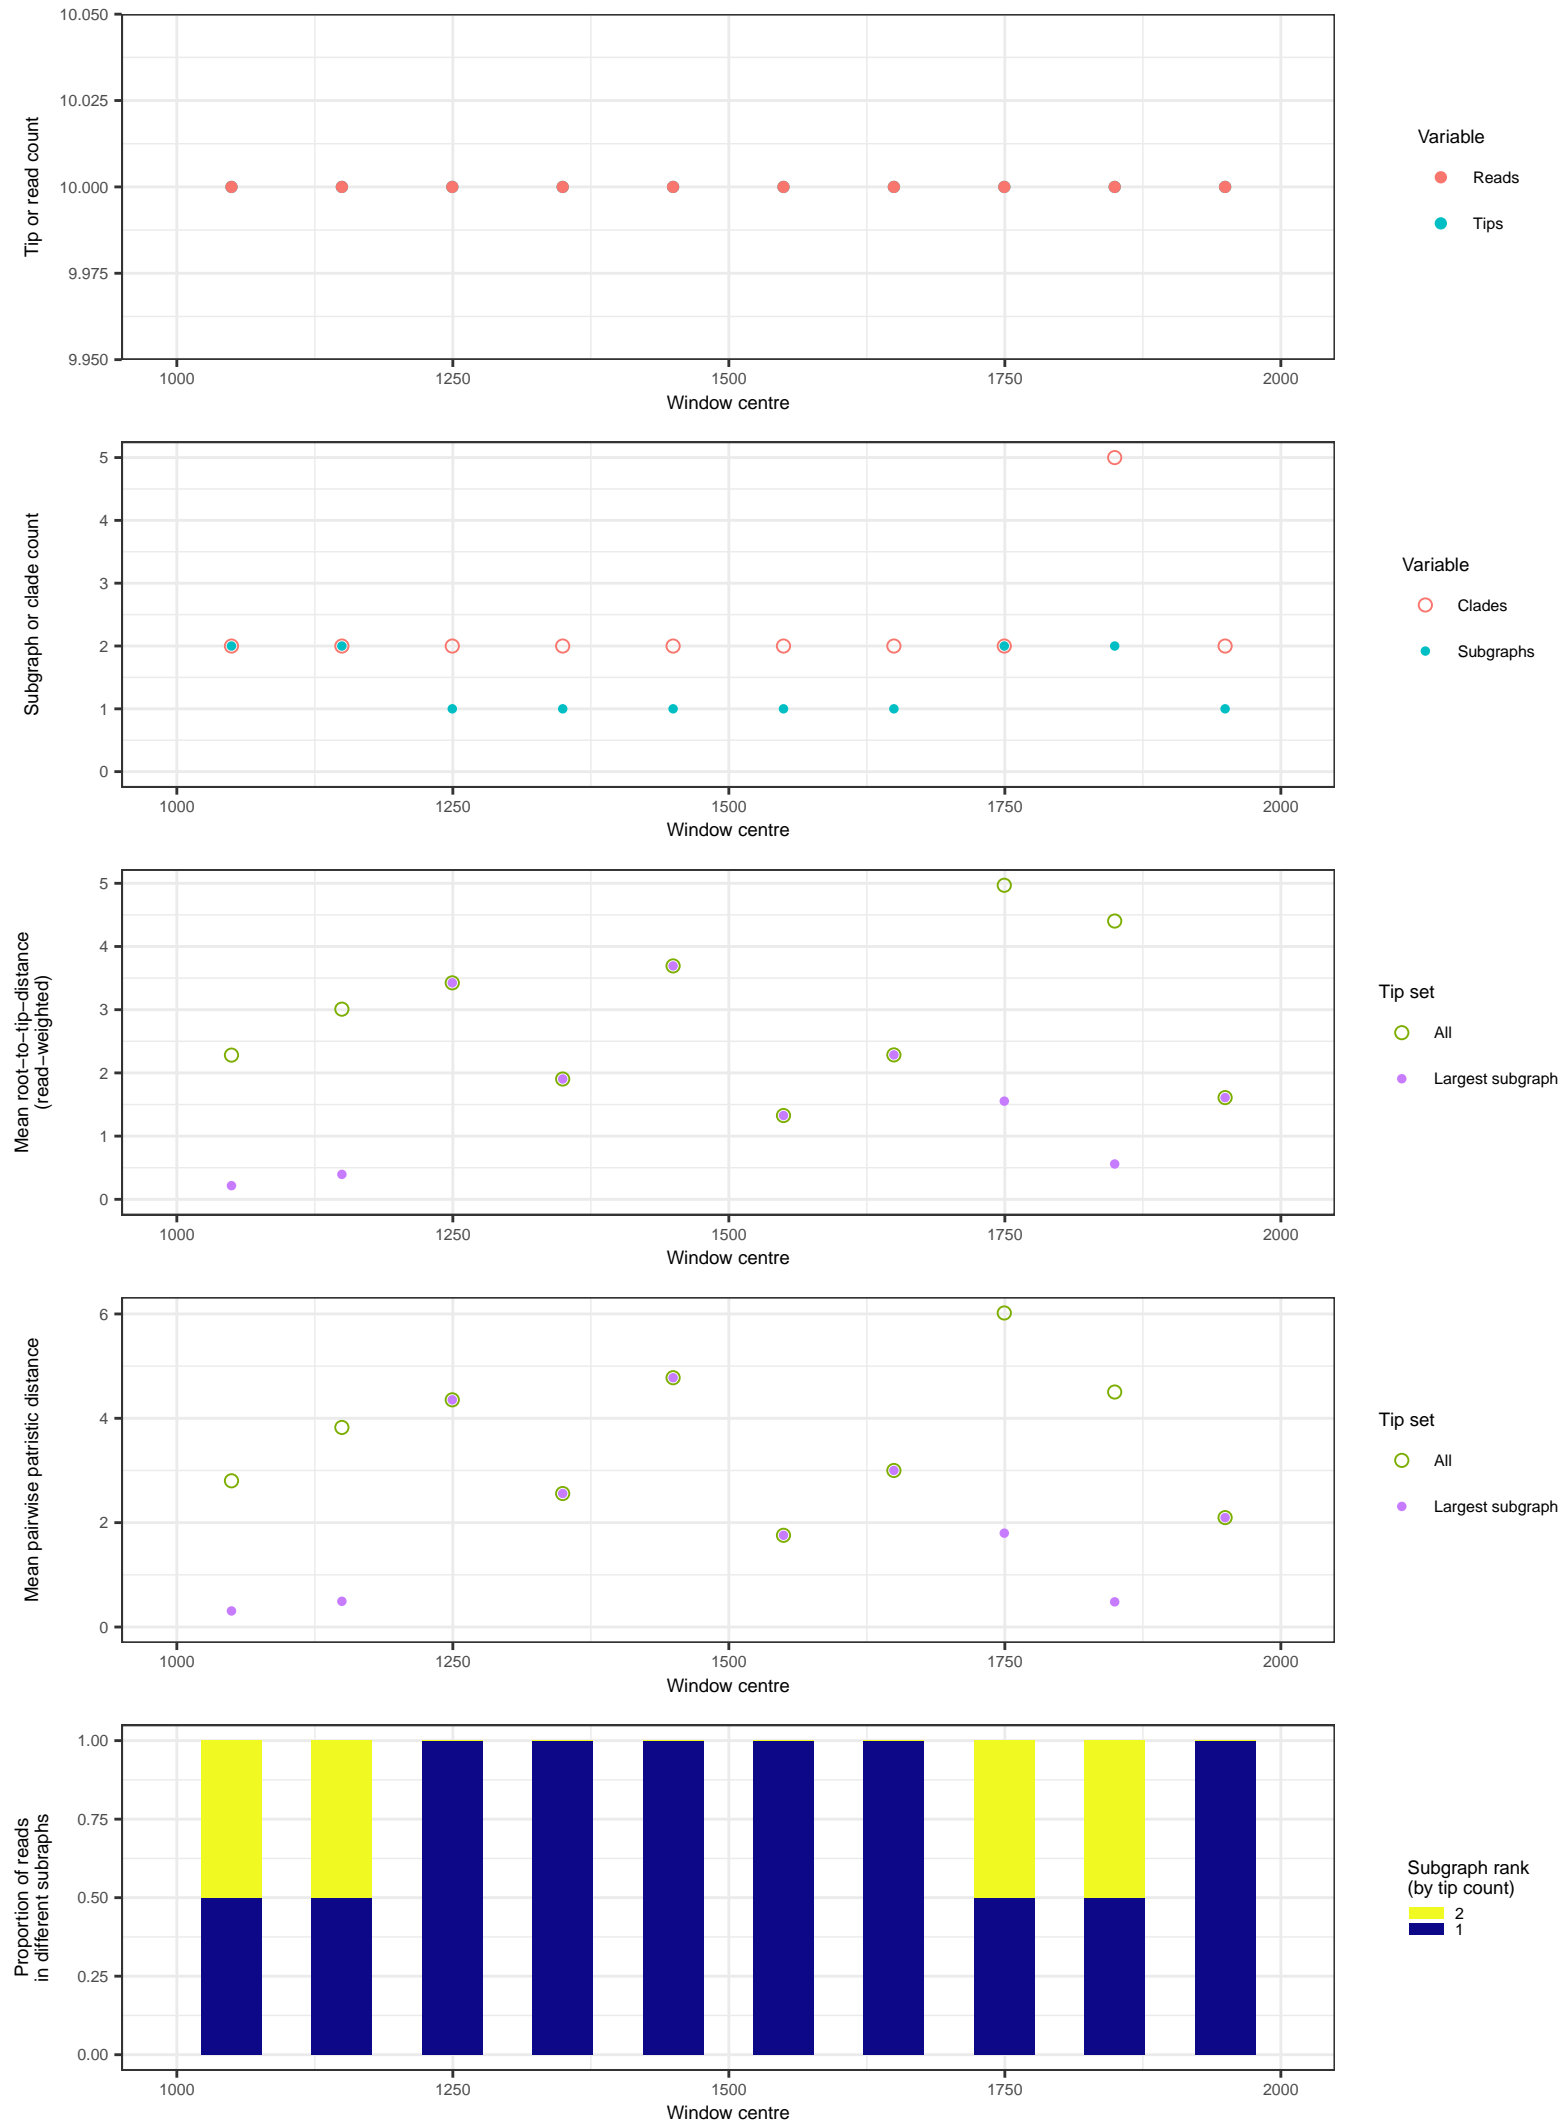 10.050
10.025
10.000
9.975
9.950
Tip or read count
1000 1250 1500 1750 2000
Window centre
Variable
Reads
Tips
5
4
3
2
1
0
Subgraph or clade count
1000 1250 1500 1750 2000
Window centre
Variable
Clades
Subgraphs
5
4
3
2
1
0
Mean root−to−tip−distance
(read−weighted)
1000 1250 1500 1750 2000
Window centre
Tip set
All
Largest subgraph
6
4
2
0
Mean pairwise patristic distance
1000 1250 1500 1750 2000
Window centre
Tip set
All
Largest subgraph
1.00
0.75
0.50
0.25
0.00
Proportion of reads
in different subraphs
1000 1250 1500 1750 2000
Window centre
Subgraph rank
(by tip count)
2
1